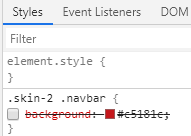 Styles Event Listeners DOM
Filter
element.style {
}
.skin-2 .navbar {
background: #c5181c;
}